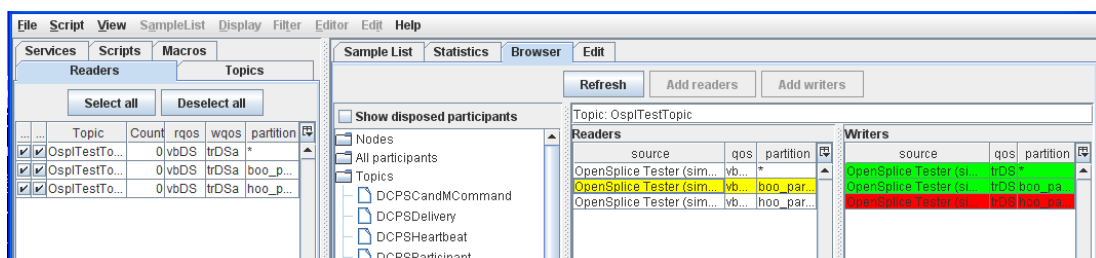 File Script View SampleList Display Filter Editor Edit Help
Services Scripts Macros
Readers Topics
Select all Deselect all
... ... Topic Count rqos wqos partition
OsplTestTo... 0 vbDS trDSa *
OsplTestTo... 0 vbDS trDSa boo_p...
OsplTestTo... 0 vbDS trDSa hoo_p...
Sample List Statistics Browser Edit
Refresh Add readers Add writers
Show disposed participants
Nodes
All participants
Topics
DCPSCandMCommand
DCPSDelivery
DCPSHeartbeat
DCPSParticipant
Topic: OsplTestTopic
Readers
source qos partition
OpenSplice Tester (sim... vb... *
OpenSplice Tester (sim... vb... boo_par...
OpenSplice Tester (sim... vb... hoo_par...
Writers
source qos partition
OpenSplice Tester (si... trDS *
OpenSplice Tester (si... trDS boo_pa...
OpenSplice Tester (si... trDS hoo_pa...